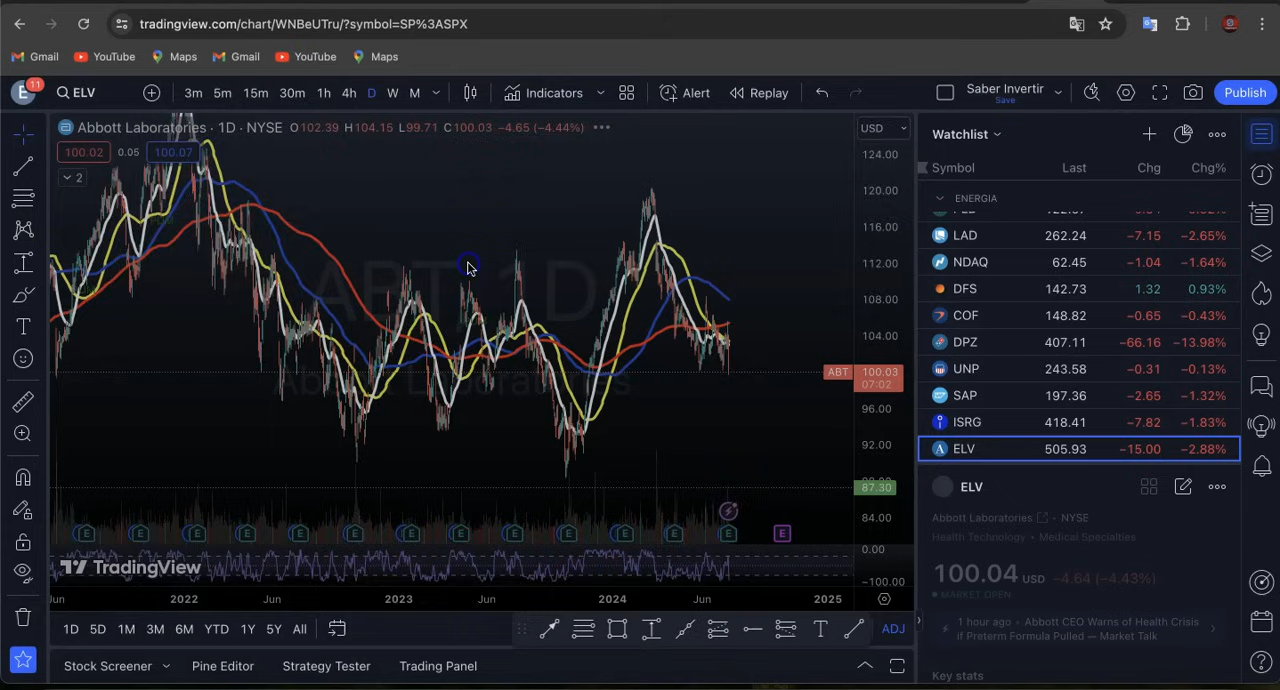 tradingview.com/chart/WNBeUTru/?symbol=SP%3ASPX
Gmail YouTube Maps Gmail YouTube Maps
E 11 ELV 3m 5m 15m 30m 1h 4h D W M Indicators Alert Replay Saber Invertir Save Publish
Abbott Laboratories · 1D · NYSE O102.39 H104.15 L99.71 C100.03 −4.65 (−4.44%)
100.02 0.05 100.07
2
ABT, 1D
Abbott Laboratories
USD
124.00
120.00
116.00
112.00
108.00
104.00
ABT 100.03
07:02
96.00
92.00
87.30
84.00
0.00
−100.00
E E E E E E E E E E E E E E
TradingView
Jun 2022 Jun 2023 Jun 2024 Jun 2025
1D 5D 1M 3M 6M YTD 1Y 5Y All ADJ
Stock Screener Pine Editor Strategy Tester Trading Panel
Watchlist
Symbol Last Chg Chg%
ENERGIA
LAD 262.24 −7.15 −2.65%
NDAQ 62.45 −1.04 −1.64%
DFS 142.73 1.32 0.93%
COF 148.82 −0.65 −0.43%
DPZ 407.11 −66.16 −13.98%
UNP 243.58 −0.31 −0.13%
SAP 197.36 −2.65 −1.32%
ISRG 418.41 −7.82 −1.83%
ELV 505.93 −15.00 −2.88%
ELV
Abbott Laboratories · NYSE
Health Technology · Medical Specialties
100.04 USD −4.64 (−4.43%)
MARKET OPEN
1 hour ago · Abbott CEO Warns of Health Crisis
if Preterm Formula Pulled — Market Talk
Key stats